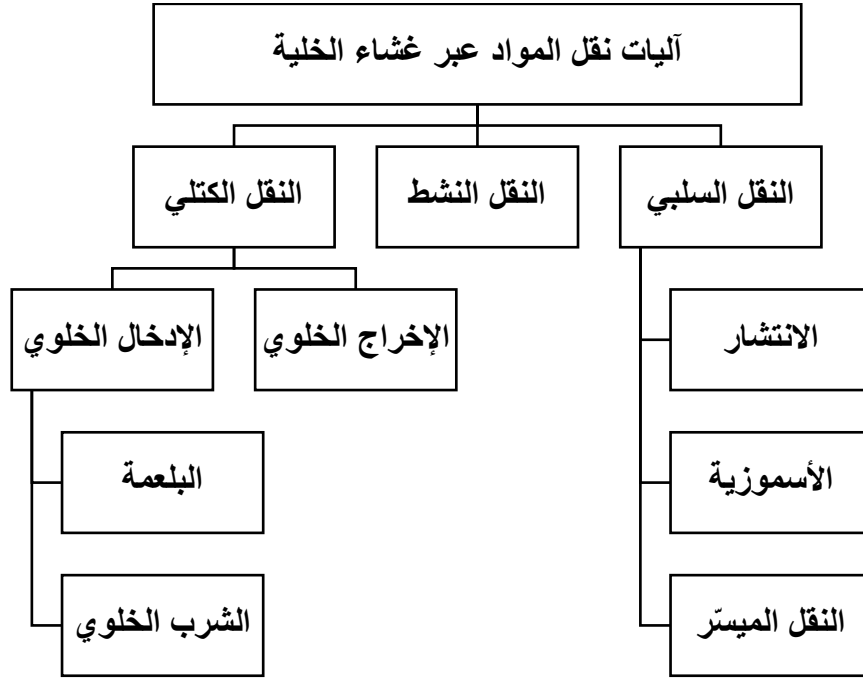 آليات نقل المواد عبر غشاء الخلية
النقل السلبي
النقل النشط
النقل الكتلي
الانتشار
الأسموزية
النقل الميسّر
الإخراج الخلوي
الإدخال الخلوي
البلعمة
الشرب الخلوي